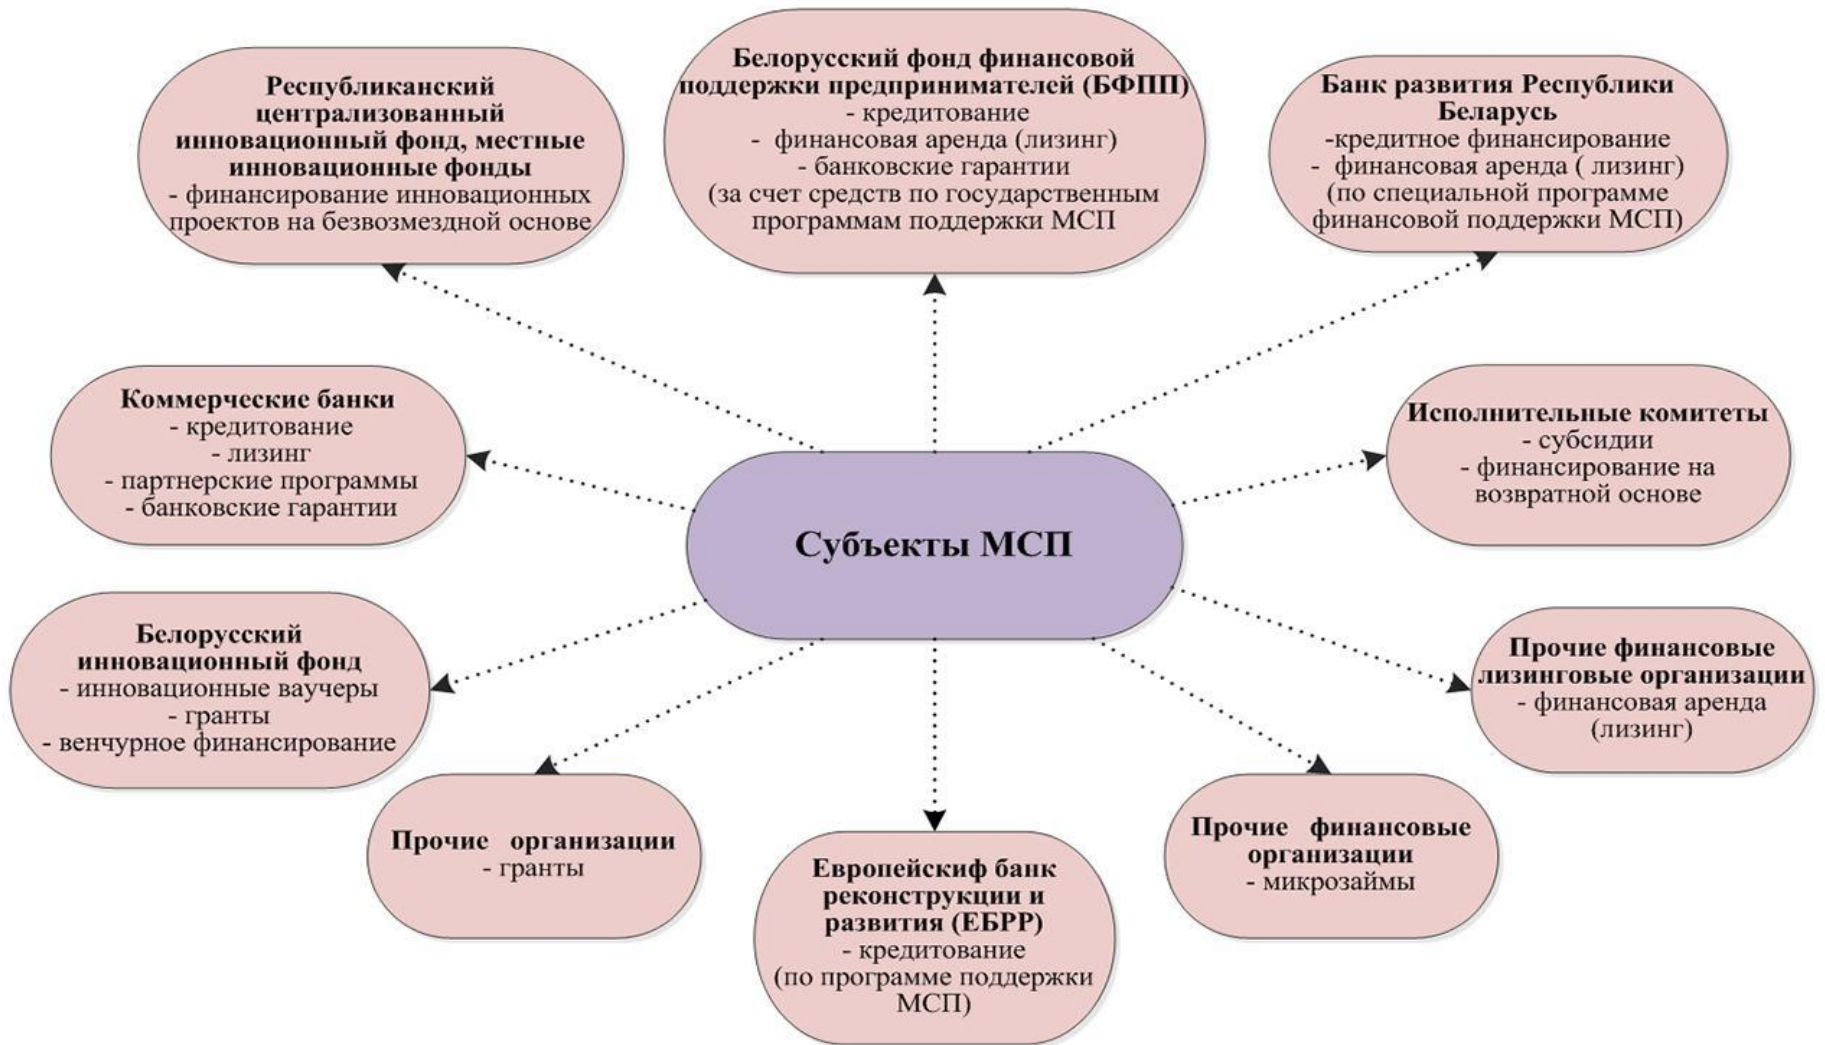 Республиканский
централизованный
инновационный фонд, местные
инновационные фонды
- финансирование инновационных
проектов на безвозмездной основе
Белорусский фонд финансовой
поддержки предпринимателей (БФПП)
- кредитование
- финансовая аренда (лизинг)
- банковские гарантии
(за счет средств по государственным
программам поддержки МСП
Банк развития Республики
Беларусь
-кредитное финансирование
- финансовая аренда ( лизинг)
(по специальной программе
финансовой поддержки МСП)
Коммерческие банки
- кредитование
- лизинг
- партнерские программы
- банковские гарантии
Исполнительные комитеты
- субсидии
- финансирование на
возвратной основе
Субъекты МСП
Белорусский
инновационный фонд
- инновационные ваучеры
- гранты
- венчурное финансирование
Прочие финансовые
лизинговые организации
- финансовая аренда
(лизинг)
Прочие организации
- гранты
Европейскиф банк
реконструкции и
развития (ЕБРР)
- кредитование
(по программе поддержки
МСП)
Прочие финансовые
организации
- микрозаймы